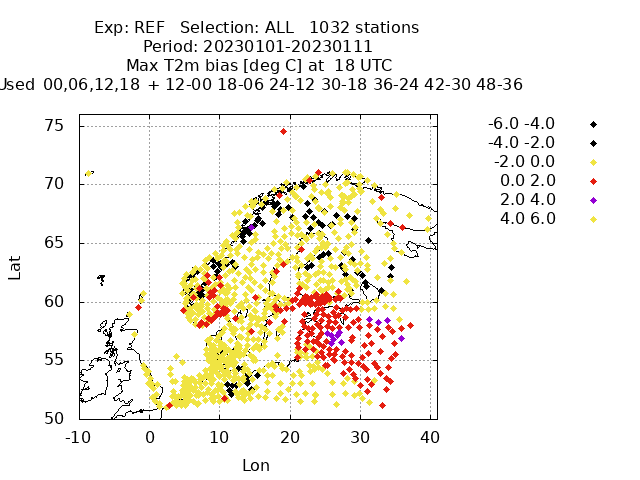 Exp: REF   Selection: ALL   1032 stations
Period: 20230101-20230111
Max T2m bias [deg C] at  18 UTC
Used 00,06,12,18 + 12-00 18-06 24-12 30-18 36-24 42-30 48-36
75
70
65
60
55
50
Lat
-10 0 10 20 30 40
Lon
-6.0 -4.0
-4.0 -2.0
-2.0 0.0
0.0 2.0
2.0 4.0
4.0 6.0